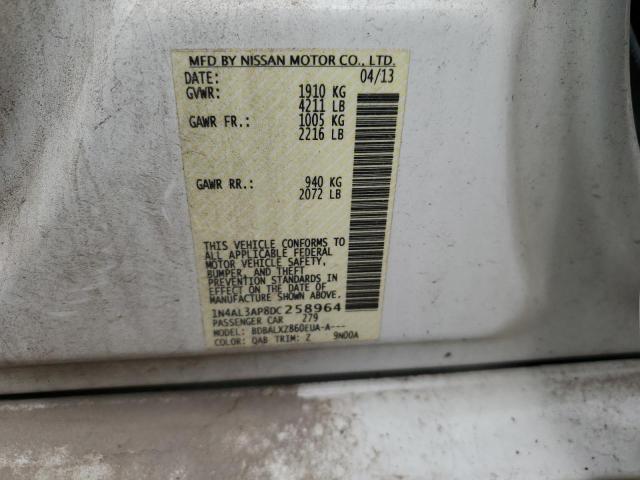 MFD BY NISSAN MOTOR CO., LTD.
DATE: 04/13
GVWR: 1910 KG
4211 LB
GAWR FR.: 1005 KG
2216 LB
GAWR RR.: 940 KG
2072 LB
THIS VEHICLE CONFORMS TO
ALL APPLICABLE FEDERAL
MOTOR VEHICLE SAFETY,
BUMPER, AND THEFT
PREVENTION STANDARDS IN
EFFECT ON THE DATE OF
MANUFACTURE SHOWN ABOVE.
1N4AL3AP8DC258964
PASSENGER CAR 279
MODEL: BDBALXZ860EUA-A---
COLOR: QAB TRIM: Z 9N00A